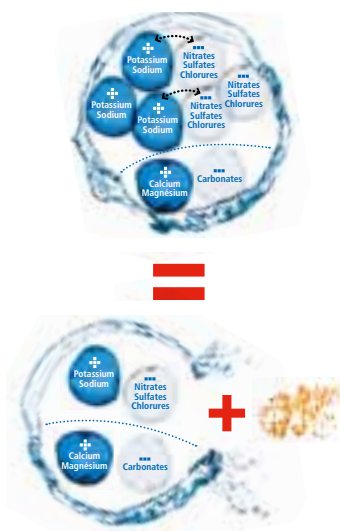 Potassium
Sodium
Nitrates
Sulfates
Chlorures
Potassium
Sodium
Potassium
Sodium
Nitrates
Sulfates
Chlorures
Nitrates
Sulfates
Chlorures
Calcium
Magnésium
Carbonates
=
Potassium
Sodium
Nitrates
Sulfates
Chlorures
+
Calcium
Magnésium
Carbonates